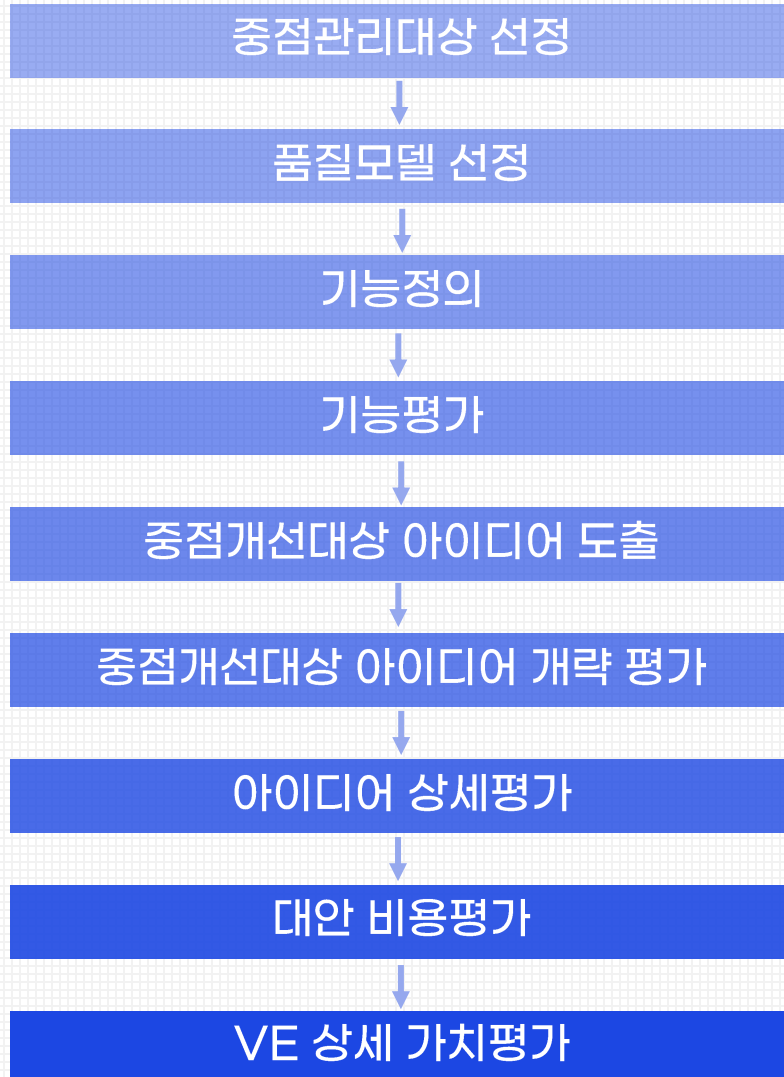 중점관리대상 선정
품질모델 선정
기능정의
기능평가
중점개선대상 아이디어 도출
중점개선대상 아이디어 개략 평가
아이디어 상세평가
대안 비용평가
VE 상세 가치평가